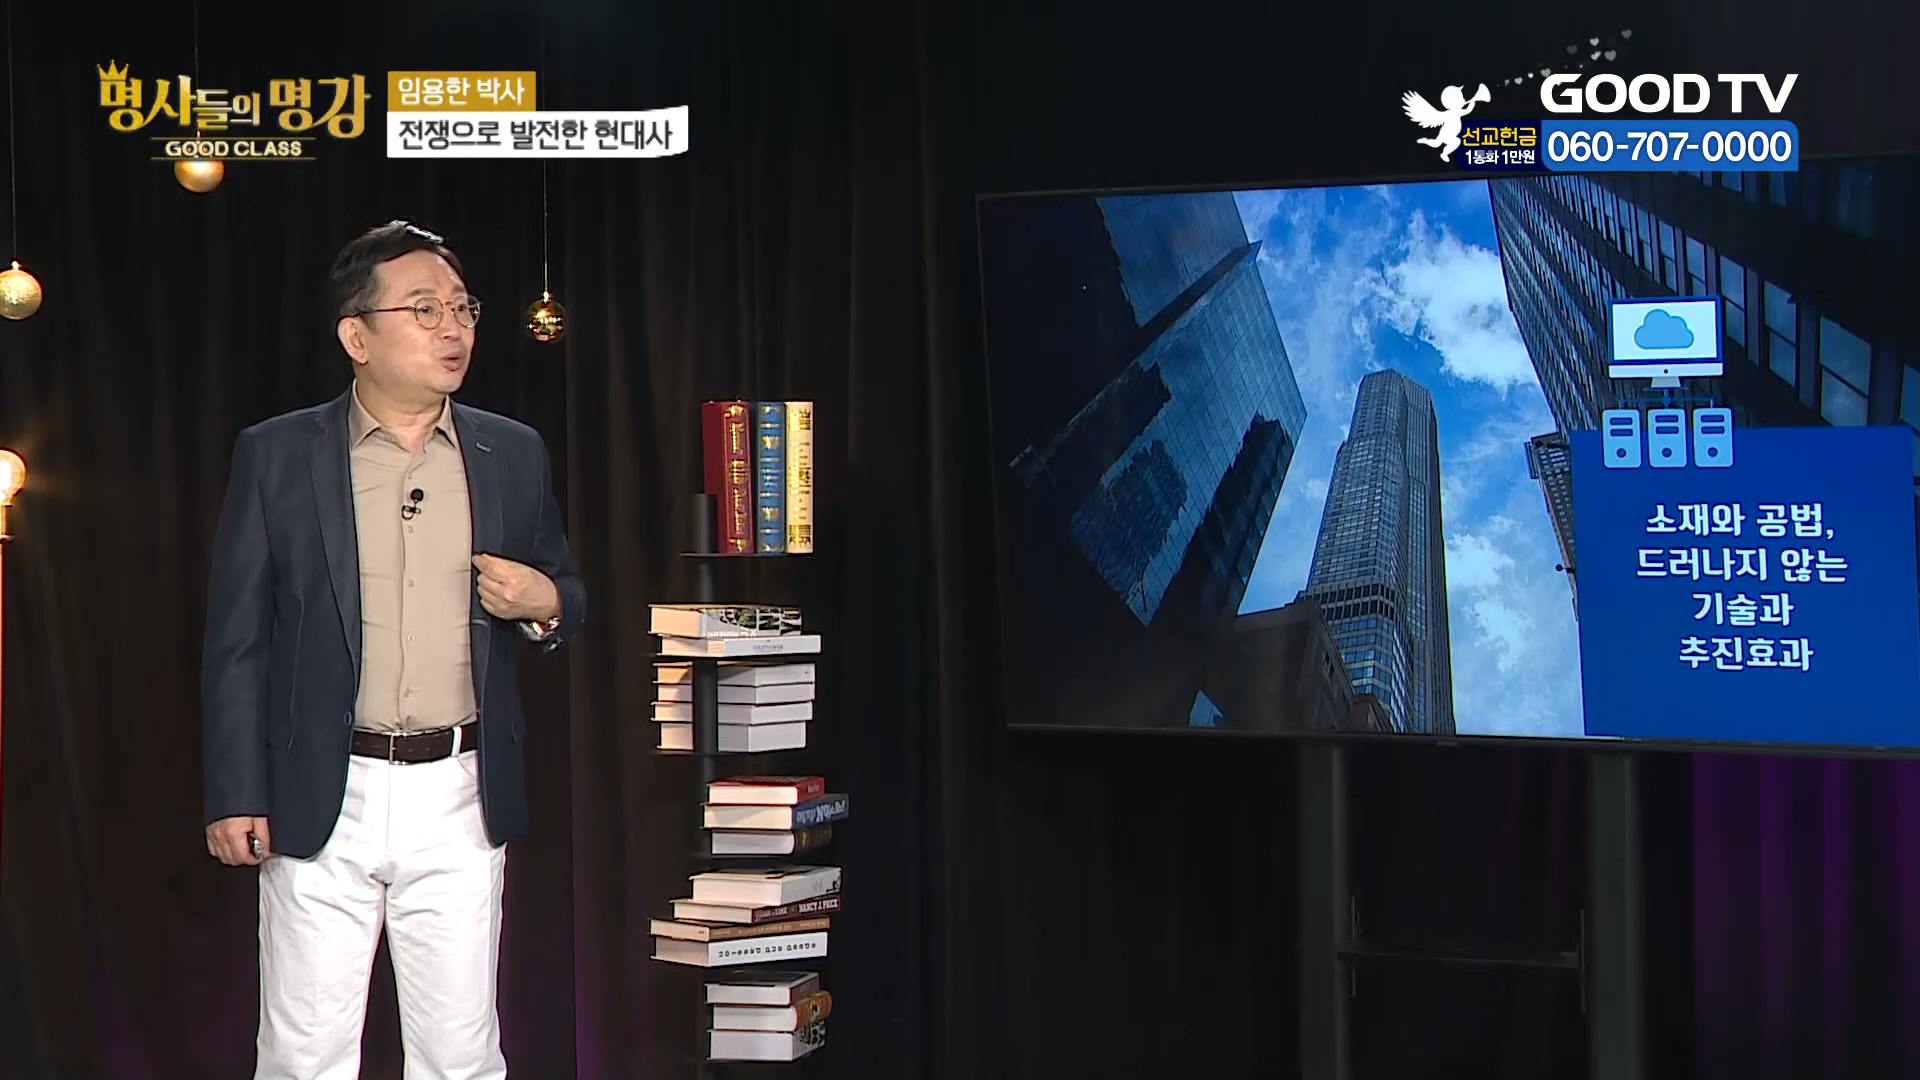 명사들의 명강
GOOD CLASS
임용한 박사
전쟁으로 발전한 현대사
GOOD TV
선교헌금
1통화 1만원
060-707-0000
소재와 공법,
드러나지 않는
기술과
추진효과
NANCY J. PRICE